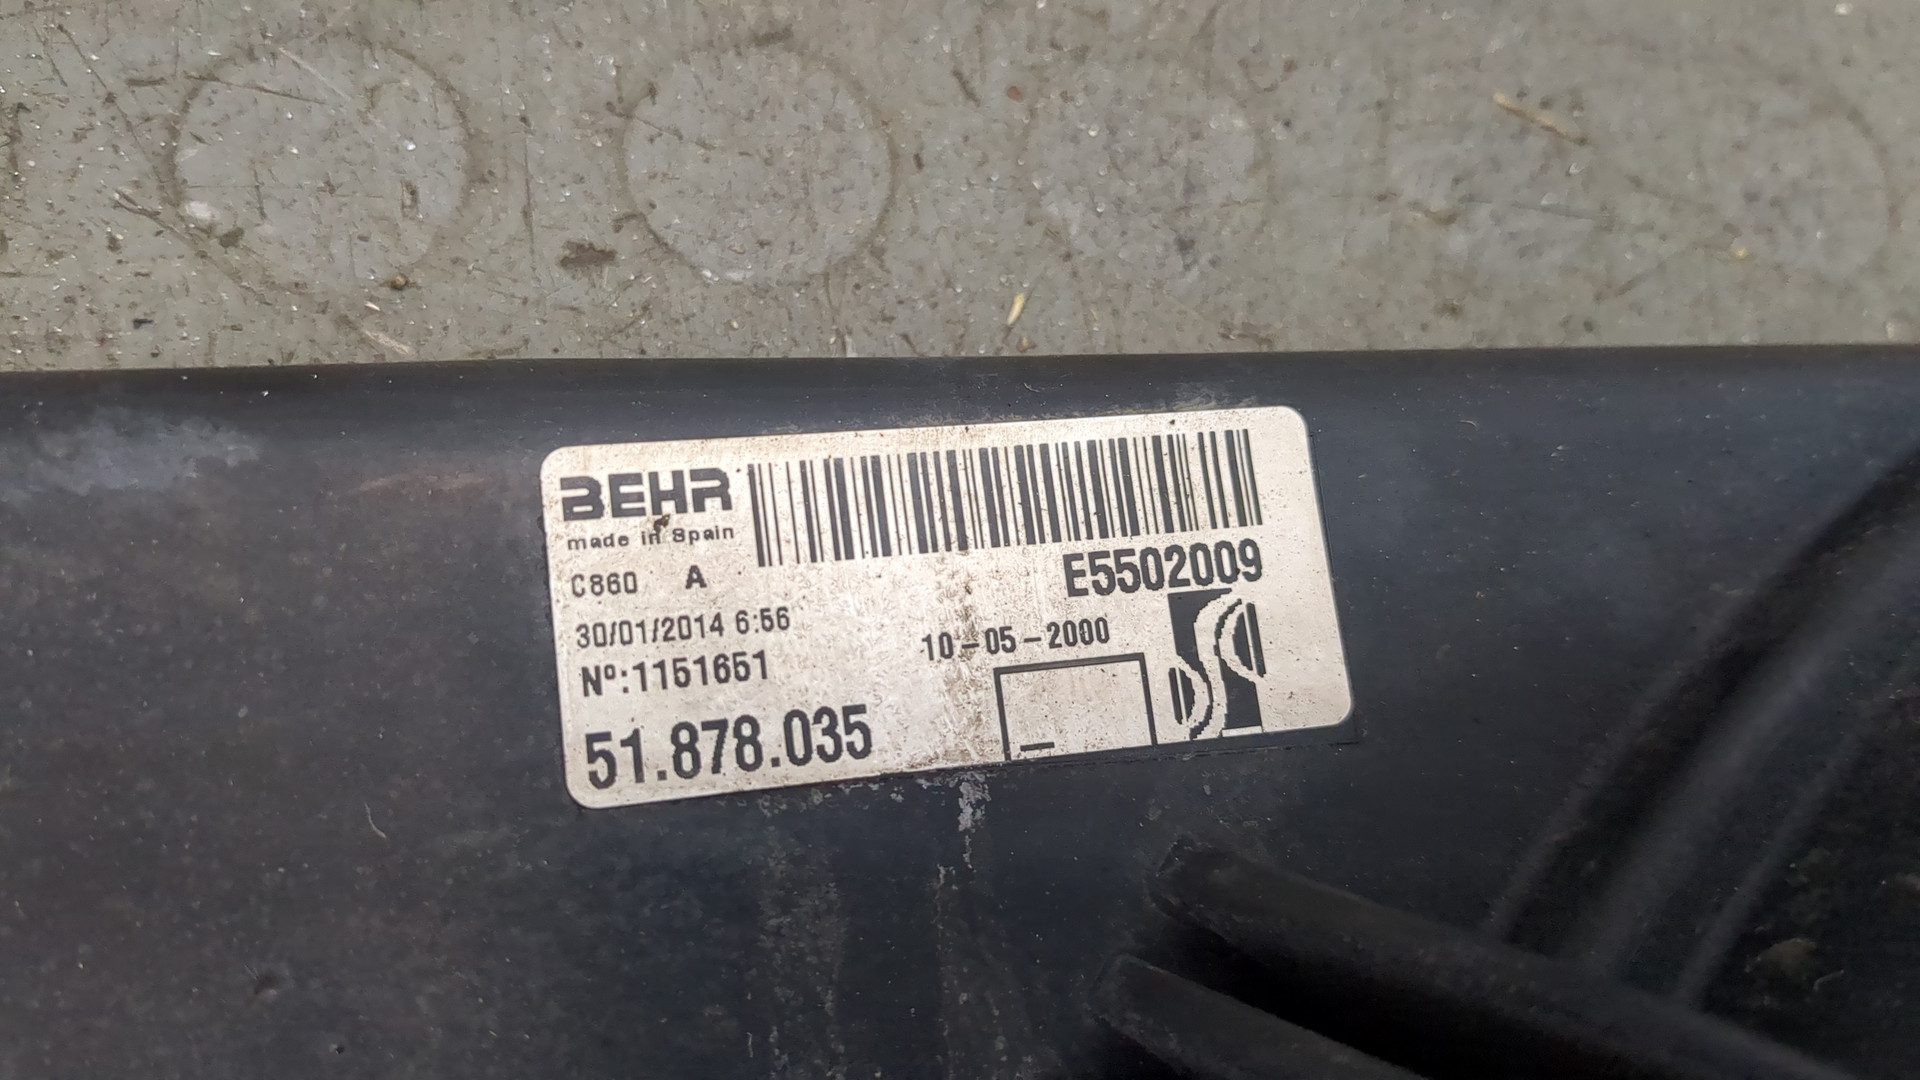 BEHR
made in Spain
C860 A
E5502009
30/01/2014 6:56
10-05-2000
Nº:1151651
51.878.035